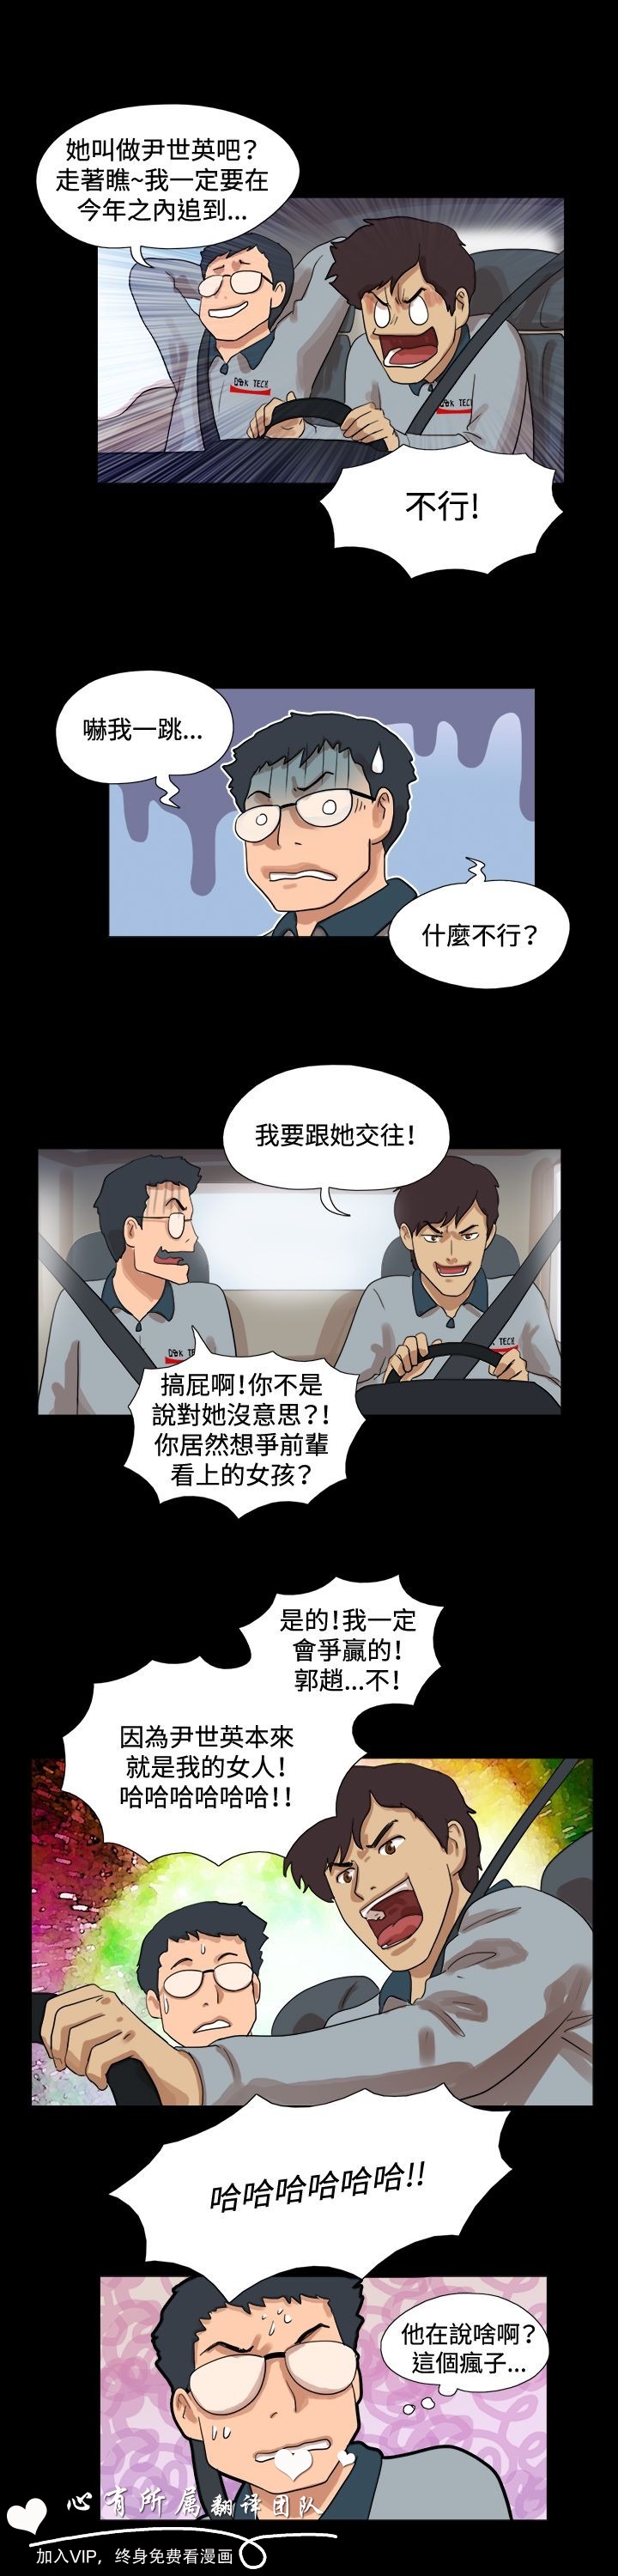 她叫做尹世英吧？
走著瞧~我一定要在
今年之內追到...
D&K TECH
D&K TECH
不行！
嚇我一跳...
什麼不行？
我要跟她交往！
TECH
D&K TE
搞屁啊！你不是
說對她沒意思？！
你居然想爭前輩
看上的女孩？
是的！我一定
會爭贏的！
郭趙...不！
因為尹世英本來
就是我的女人！
哈哈哈哈哈哈！！
哈哈哈哈哈哈!!
他在說啥啊？
這個瘋子...
心有所属翻译团队
加入VIP，终身免费看漫画